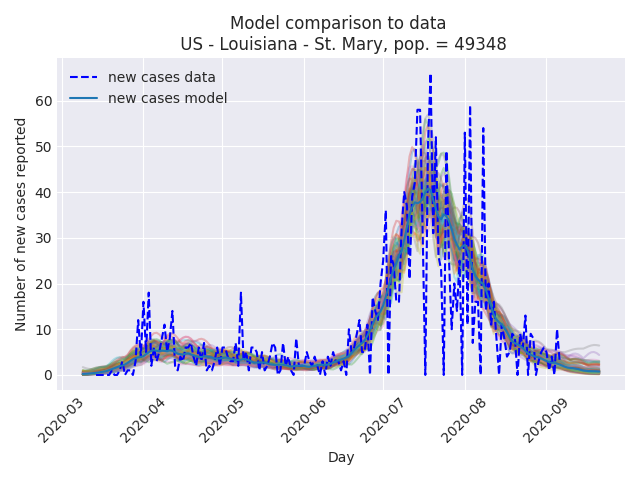 Model comparison to data
US - Louisiana - St. Mary, pop. = 49348
new cases data
new cases model
Number of new cases reported
60
50
40
30
20
10
0
2020-03
2020-04
2020-05
2020-06
2020-07
2020-08
2020-09
Day